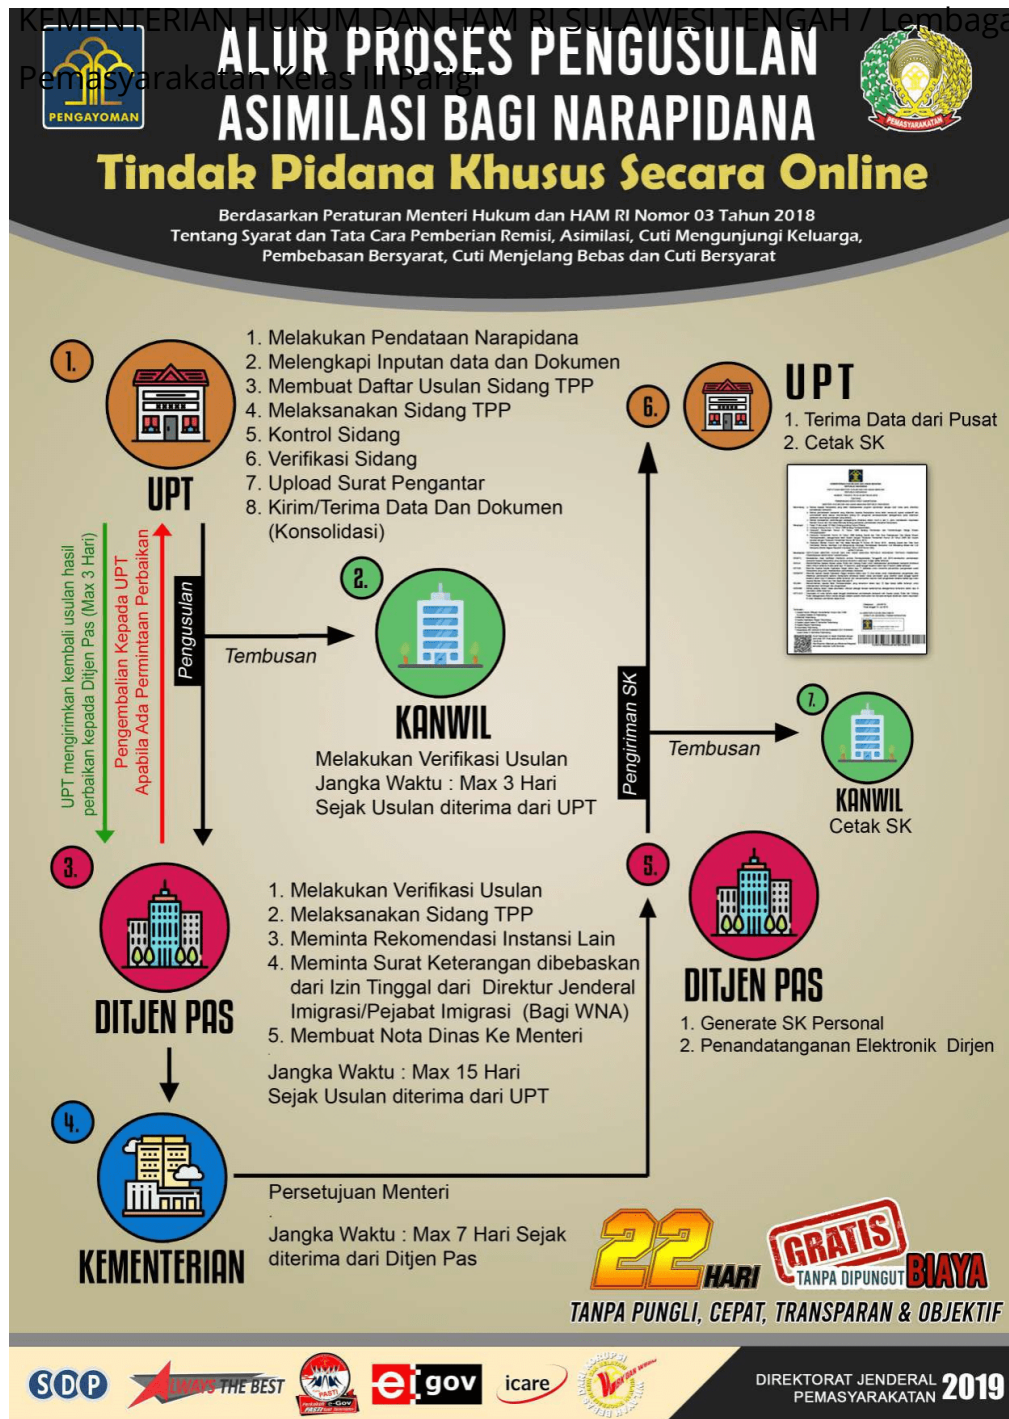 KEMENTERIAN HUKUM DAN HAM RI SULAWESI TENGAH / Lembaga
Pemasyarakatan Kelas III Parigi
PENGAYOMAN
ALUR PROSES PENGUSULAN
ASIMILASI BAGI NARAPIDANA
PEMASYARAKATAN
Tindak Pidana Khusus Secara Online
Berdasarkan Peraturan Menteri Hukum dan HAM RI Nomor 03 Tahun 2018
Tentang Syarat dan Tata Cara Pemberian Remisi, Asimilasi, Cuti Mengunjungi Keluarga,
Pembebasan Bersyarat, Cuti Menjelang Bebas dan Cuti Bersyarat
1.
UPT
1. Melakukan Pendataan Narapidana
2. Melengkapi Inputan data dan Dokumen
3. Membuat Daftar Usulan Sidang TPP
4. Melaksanakan Sidang TPP
5. Kontrol Sidang
6. Verifikasi Sidang
7. Upload Surat Pengantar
8. Kirim/Terima Data Dan Dokumen
(Konsolidasi)
UPT mengirimkan kembali usulan hasil
perbaikan kepada Ditjen Pas (Max 3 Hari)
Pengembalian Kepada UPT
Apabila Ada Permintaan Perbaikan
Pengusulan
Tembusan
2.
KANWIL
Melakukan Verifikasi Usulan
Jangka Waktu : Max 3 Hari
Sejak Usulan diterima dari UPT
3.
DITJEN PAS
1. Melakukan Verifikasi Usulan
2. Melaksanakan Sidang TPP
3. Meminta Rekomendasi Instansi Lain
4. Meminta Surat Keterangan dibebaskan
dari Izin Tinggal dari Direktur Jenderal
Imigrasi/Pejabat Imigrasi (Bagi WNA)
5. Membuat Nota Dinas Ke Menteri
Jangka Waktu : Max 15 Hari
Sejak Usulan diterima dari UPT
4.
KEMENTERIAN
Persetujuan Menteri
Jangka Waktu : Max 7 Hari Sejak
diterima dari Ditjen Pas
5.
DITJEN PAS
1. Generate SK Personal
2. Penandatanganan Elektronik Dirjen
Pengiriman SK
Tembusan
6.
UPT
1. Terima Data dari Pusat
2. Cetak SK
7.
KANWIL
Cetak SK
22 HARI
GRATIS
TANPA DIPUNGUT BIAYA
TANPA PUNGLI, CEPAT, TRANSPARAN & OBJEKTIF
SDP
ALWAYS THE BEST
PASTI
e-gov
icare
DIREKTORAT JENDERAL
PEMASYARAKATAN 2019